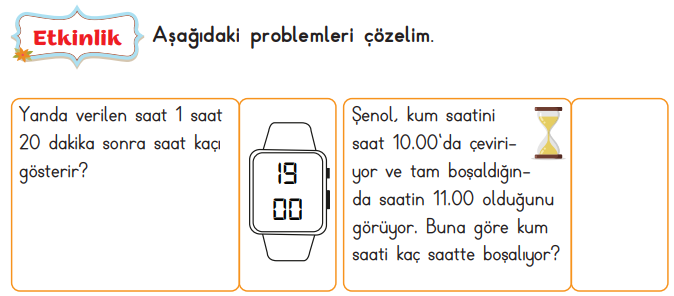 Etkinlik
Aşağıdaki problemleri çözelim.
Yanda verilen saat 1 saat
20 dakika sonra saat kaçı
gösterir?
19
00
Şenol, kum saatini
saat 10.00‘da çeviri-
yor ve tam boşaldığın-
da saatin 11.00 olduğunu
görüyor. Buna göre kum
saati kaç saatte boşalıyor?